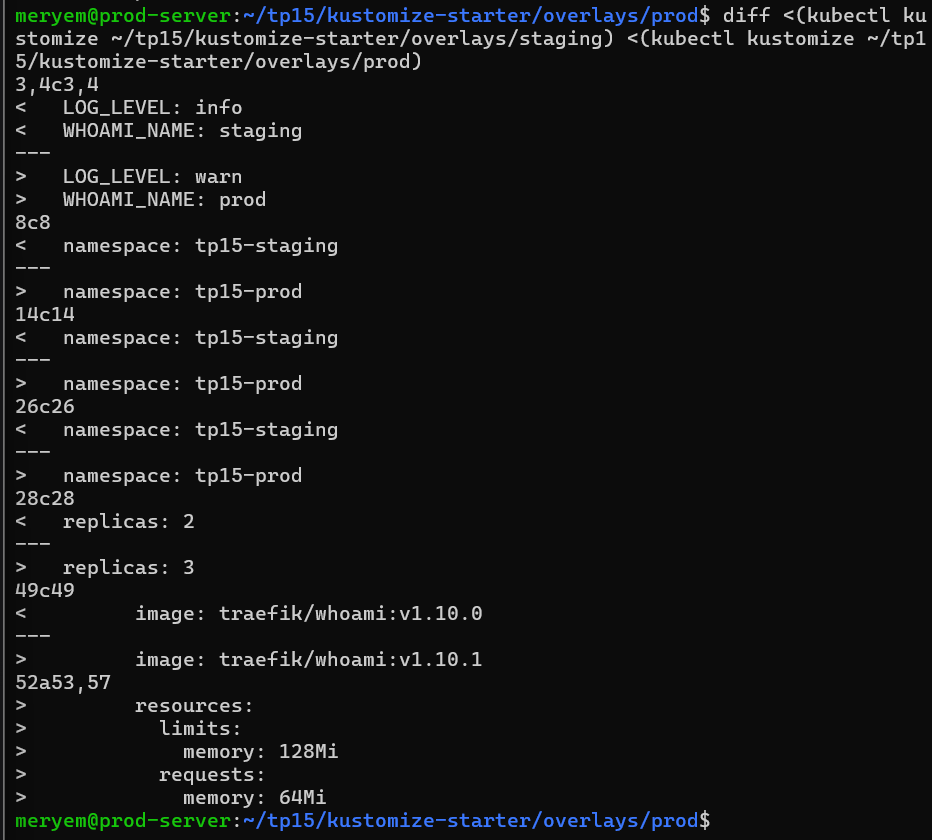 meryem@prod-server:~/tp15/kustomize-starter/overlays/prod$ diff <(kubectl ku
stomize ~/tp15/kustomize-starter/overlays/staging) <(kubectl kustomize ~/tp1
5/kustomize-starter/overlays/prod)
3,4c3,4
<   LOG_LEVEL: info
<   WHOAMI_NAME: staging
---
>   LOG_LEVEL: warn
>   WHOAMI_NAME: prod
8c8
<   namespace: tp15-staging
---
>   namespace: tp15-prod
14c14
<   namespace: tp15-staging
---
>   namespace: tp15-prod
26c26
<   namespace: tp15-staging
---
>   namespace: tp15-prod
28c28
<   replicas: 2
---
>   replicas: 3
49c49
<         image: traefik/whoami:v1.10.0
---
>         image: traefik/whoami:v1.10.1
52a53,57
>         resources:
>           limits:
>             memory: 128Mi
>           requests:
>             memory: 64Mi
meryem@prod-server:~/tp15/kustomize-starter/overlays/prod$